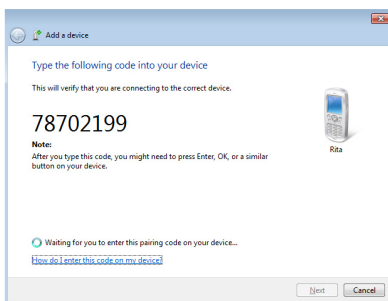 Add a device
Type the following code into your device
This will verify that you are connecting to the correct device.
78702199
Note:
After you type this code, you might need to press Enter, OK, or a similar
button on your device.
Rita
Waiting for you to enter this pairing code on your device...
How do I enter this code on my device?
Next
Cancel